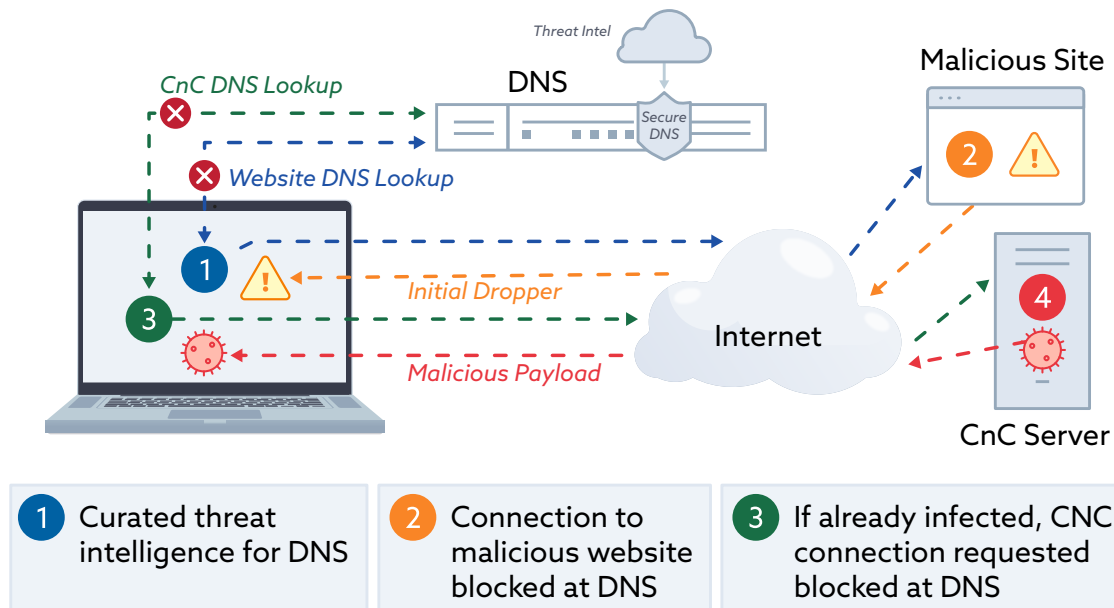 Threat Intel
CnC DNS Lookup
DNS
Secure
DNS
Malicious Site
2
Website DNS Lookup
1
Initial Dropper
3
Internet
4
Malicious Payload
CnC Server
1 Curated threat
intelligence for DNS
2 Connection to
malicious website
blocked at DNS
3 If already infected, CNC
connection requested
blocked at DNS